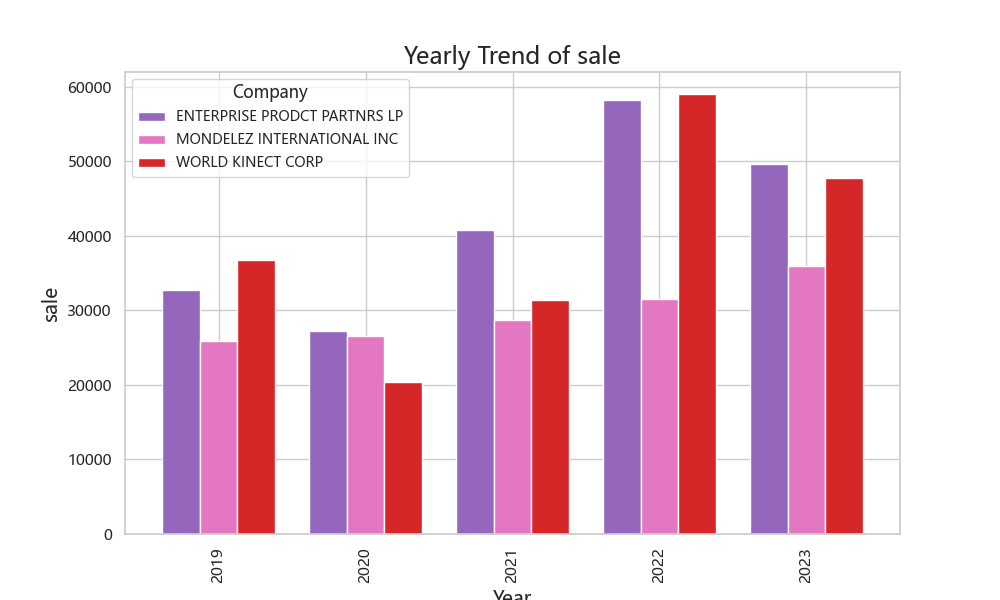 Yearly Trend of sale
Company
ENTERPRISE PRODCT PARTNRS LP
MONDELEZ INTERNATIONAL INC
WORLD KINECT CORP
sale
60000
50000
40000
30000
20000
10000
0
2019
2020
2021
2022
2023
Year